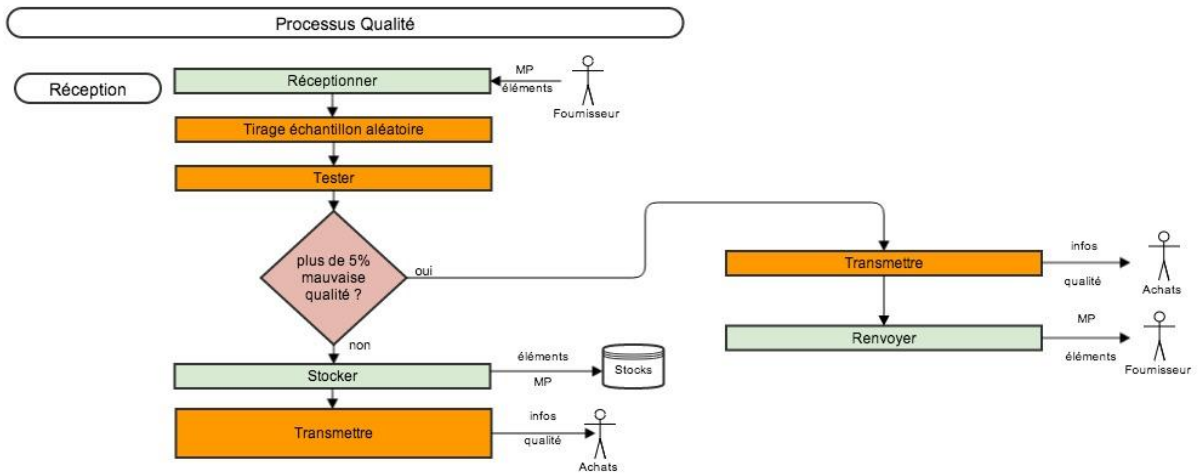 Processus Qualité
Réception
Réceptionner
MP
éléments
Fournisseur
Tirage échantillon aléatoire
Tester
plus de 5%
mauvaise
qualité ?
oui
non
Transmettre
infos
qualité
Achats
Renvoyer
MP
éléments
Fournisseur
Stocker
éléments
MP
Stocks
Transmettre
infos
qualité
Achats